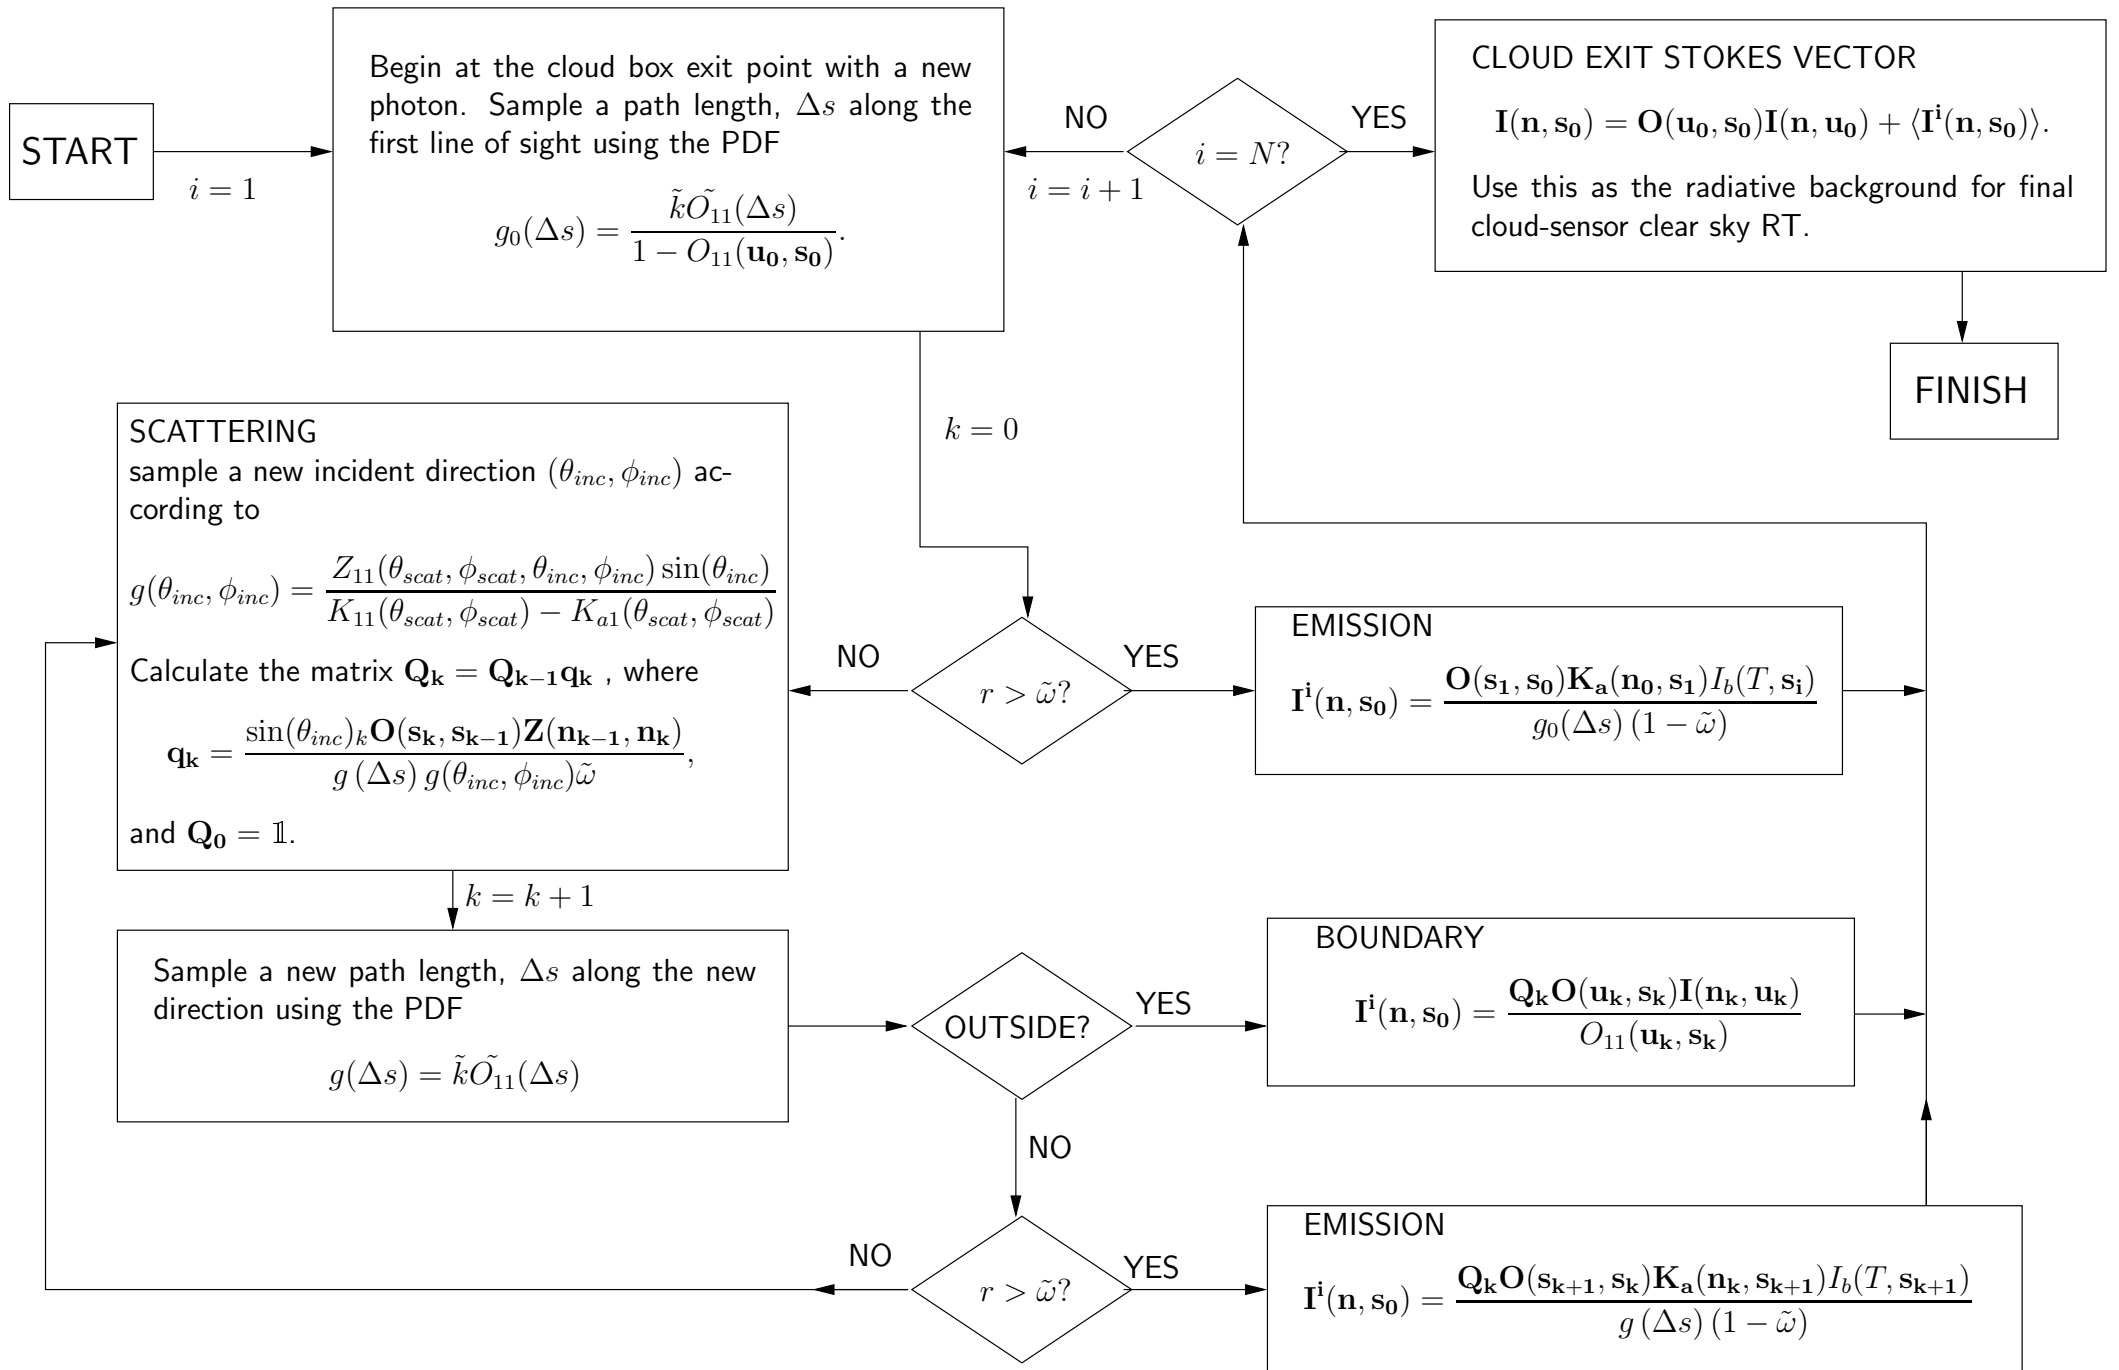 START
i = 1
Begin at the cloud box exit point with a new
photon. Sample a path length, Δs along the
first line of sight using the PDF
g₀(Δs) = k̃Õ₁₁(Δs) / (1 − O₁₁(u₀, s₀)).
NO
i = i + 1
i = N?
YES
CLOUD EXIT STOKES VECTOR
I(n, s₀) = O(u₀, s₀)I(n, u₀) + ⟨Iⁱ(n, s₀)⟩.
Use this as the radiative background for final
cloud-sensor clear sky RT.
FINISH
k = 0
SCATTERING
sample a new incident direction (θ_inc, φ_inc) ac-
cording to
g(θ_inc, φ_inc) = Z₁₁(θ_scat, φ_scat, θ_inc, φ_inc) sin(θ_inc) / (K₁₁(θ_scat, φ_scat) − K_a1(θ_scat, φ_scat))
Calculate the matrix Q_k = Q_k−1 q_k , where
q_k = sin(θ_inc)_k O(s_k, s_k−1)Z(n_k−1, n_k) / (g (Δs) g(θ_inc, φ_inc)ω̃),
and Q₀ = 𝟙.
NO
r > ω̃?
YES
EMISSION
Iⁱ(n, s₀) = O(s₁, s₀)K_a(n₀, s₁)I_b(T, s_i) / (g₀(Δs) (1 − ω̃))
k = k + 1
Sample a new path length, Δs along the new
direction using the PDF
g(Δs) = k̃Õ₁₁(Δs)
OUTSIDE?
YES
BOUNDARY
Iⁱ(n, s₀) = Q_k O(u_k, s_k)I(n_k, u_k) / O₁₁(u_k, s_k)
NO
NO
r > ω̃?
YES
EMISSION
Iⁱ(n, s₀) = Q_k O(s_k+1, s_k)K_a(n_k, s_k+1)I_b(T, s_k+1) / (g (Δs) (1 − ω̃))